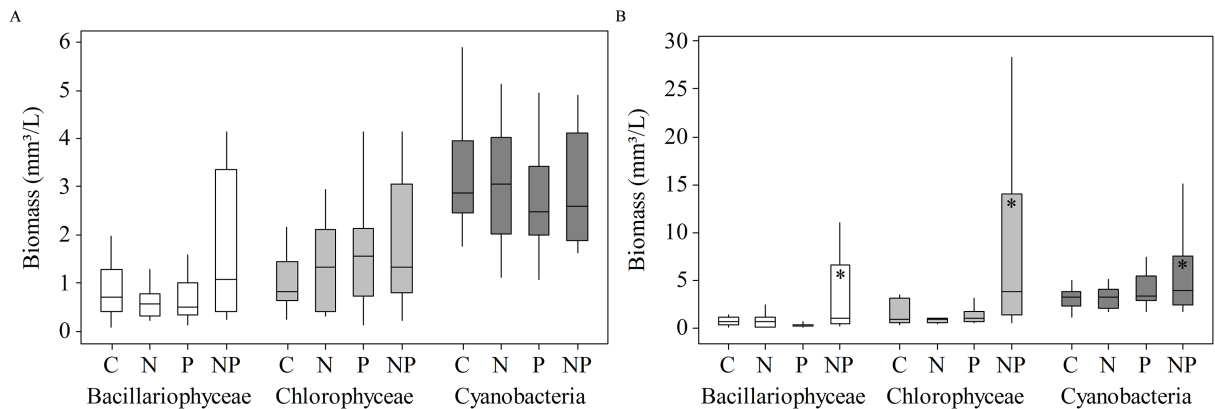 A
Biomass (mm³/L)
6
5
4
3
2
1
0
C N P NP C N P NP C N P NP
Bacillariophyceae Chlorophyceae Cyanobacteria
B
Biomass (mm³/L)
30
25
20
15
10
5
0
* * *
C N P NP C N P NP C N P NP
Bacillariophyceae Chlorophyceae Cyanobacteria